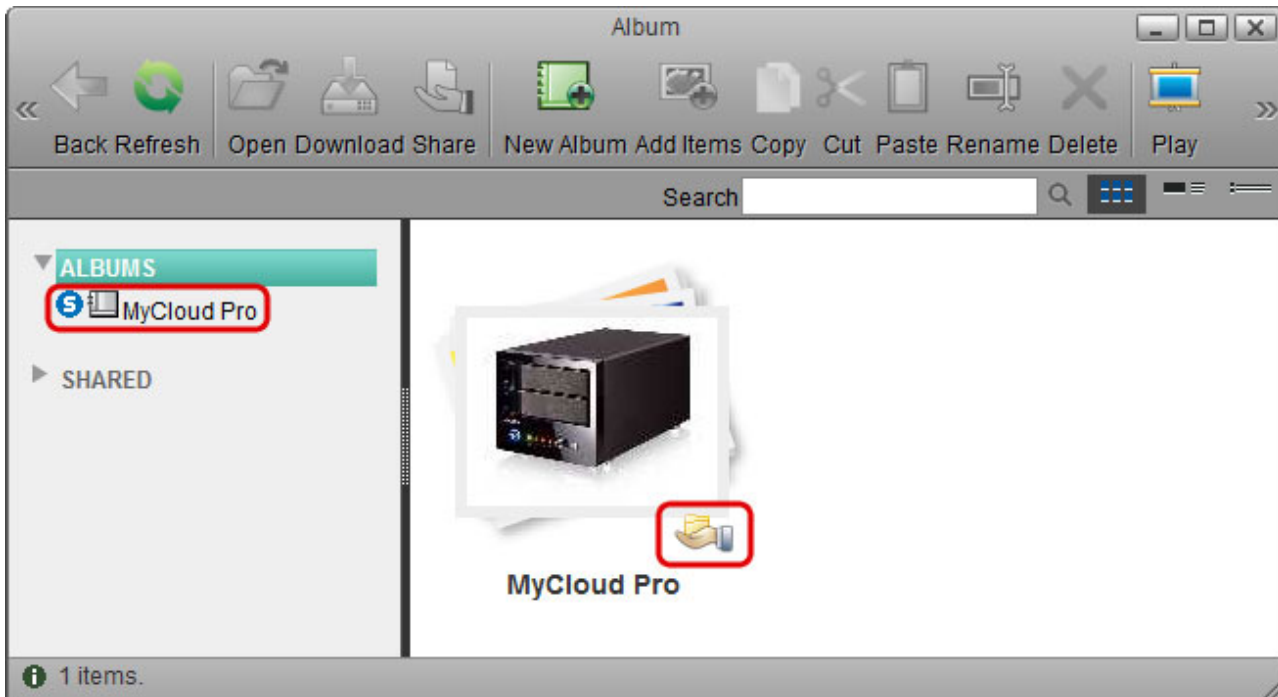 Album
Back Refresh Open Download Share New Album Add Items Copy Cut Paste Rename Delete Play
Search
ALBUMS
S MyCloud Pro
SHARED
MyCloud Pro
1 items.